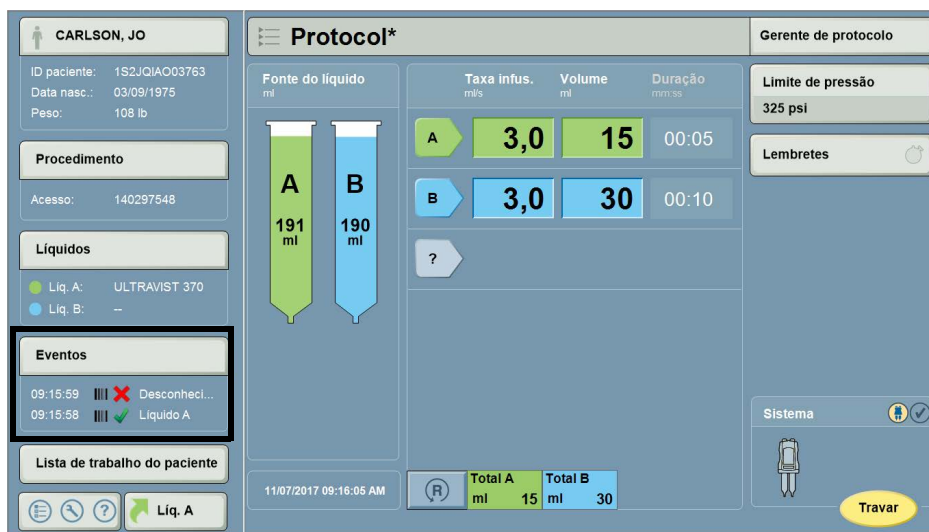 CARLSON, JO
ID paciente: 1S2JQIAO03763
Data nasc.: 03/09/1975
Peso: 108 lb
Procedimento
Acesso: 140297548
Líquidos
Líq. A: ULTRAVIST 370
Líq. B: --
Eventos
09:15:59 Desconheci...
09:15:58 Líquido A
Lista de trabalho do paciente
? Líq. A
Protocol*
Fonte do líquido
ml
A B
191 190
ml ml
11/07/2017 09:16:05 AM
Taxa infus. Volume Duração
ml/s ml mm:ss
A 3,0 15 00:05
B 3,0 30 00:10
?
R
Total A Total B
ml 15 ml 30
Gerente de protocolo
Limite de pressão
325 psi
Lembretes
Sistema
Travar